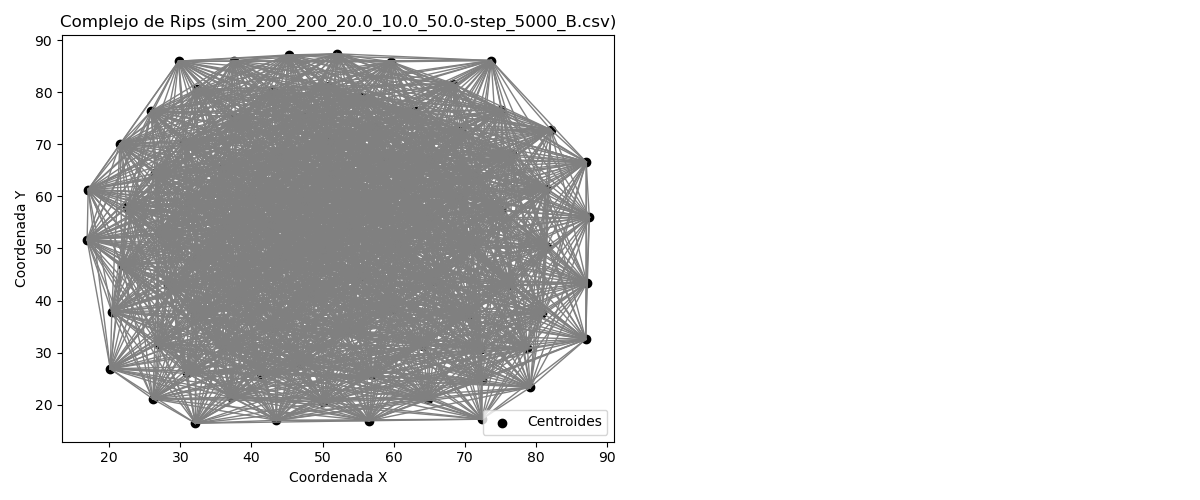 Complejo de Rips (sim_200_200_20.0_10.0_50.0-step_5000_B.csv)
90
80
70
60
50
40
30
20
Coordenada Y
Centroides
20 30 40 50 60 70 80 90
Coordenada X